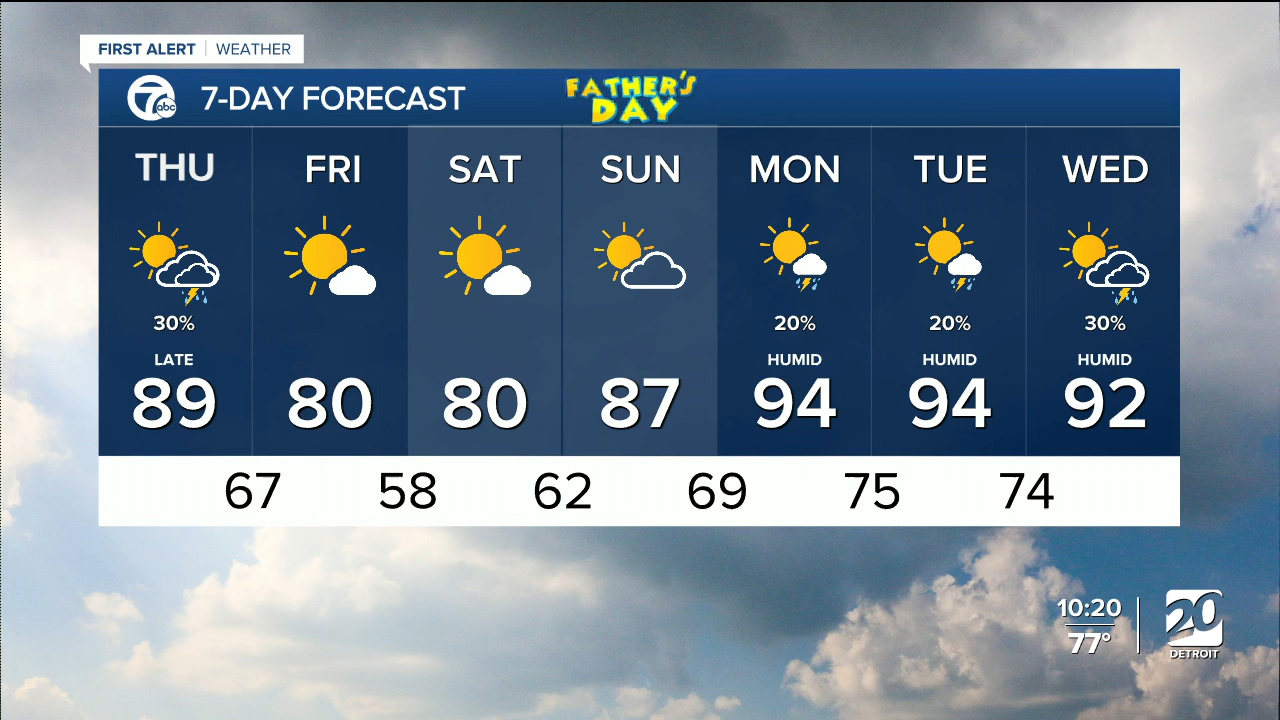 FIRST ALERT | WEATHER
7 abc 7-DAY FORECAST FATHER'S DAY
THU FRI SAT SUN MON TUE WED
30% 20% 20% 30%
LATE HUMID HUMID HUMID
89 80 80 87 94 94 92
67 58 62 69 75 74
10:20
77°
20
DETROIT